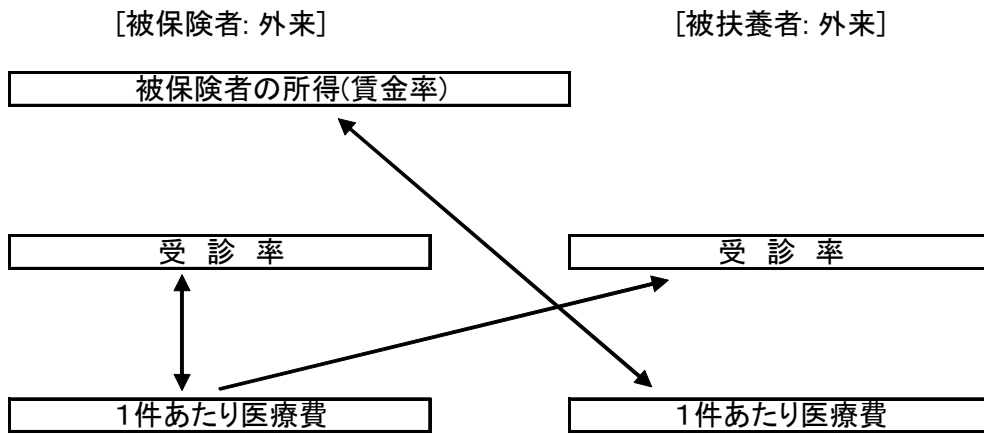 [被保険者: 外来]
[被扶養者: 外来]
被保険者の所得(賃金率)
受 診 率
受 診 率
1件あたり医療費
1件あたり医療費